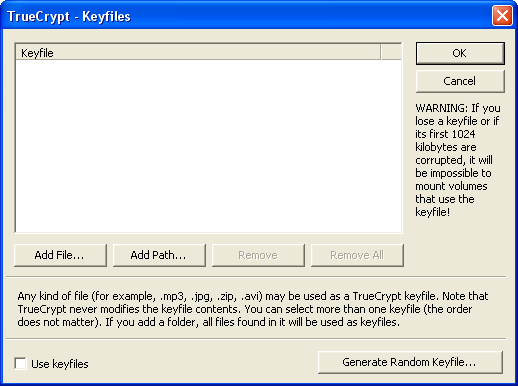 TrueCrypt - Keyfiles
Keyfile
OK
Cancel
WARNING: If you
lose a keyfile or if
its first 1024
kilobytes are
corrupted, it will
be impossible to
mount volumes
that use the
keyfile!
Add File...
Add Path...
Remove
Remove All
Any kind of file (for example, .mp3, .jpg, .zip, .avi) may be used as a TrueCrypt keyfile. Note that
TrueCrypt never modifies the keyfile contents. You can select more than one keyfile (the order
does not matter). If you add a folder, all files found in it will be used as keyfiles.
Use keyfiles
Generate Random Keyfile...